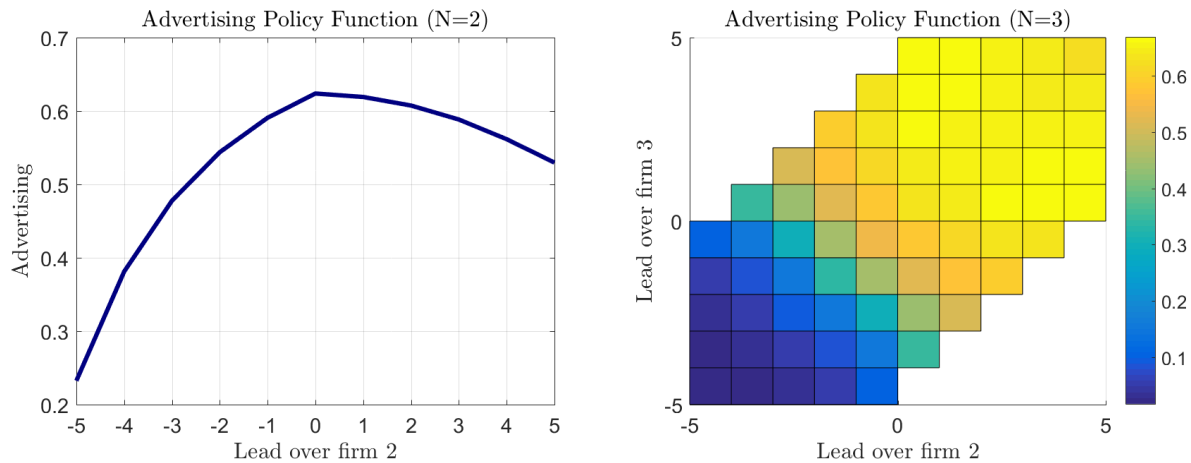 Advertising Policy Function (N=2)
0.7
0.6
0.5
0.4
0.3
0.2
Advertising
-5 -4 -3 -2 -1 0 1 2 3 4 5
Lead over firm 2
Advertising Policy Function (N=3)
5
0
-5
Lead over firm 3
-5 0 5
Lead over firm 2
0.6
0.5
0.4
0.3
0.2
0.1